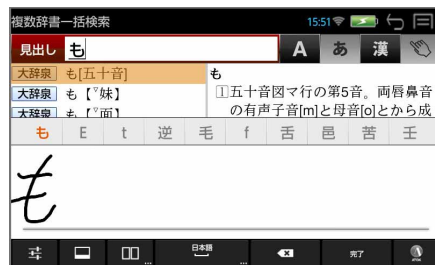 複数辞書一括検索 15:51
見出し も A あ 漢
大辞泉 も[五十音]
大辞泉 も【▽妹】
大辞泉 も【▽面】
も
1五十音図マ行の第5音。両唇鼻音
の有声子音[m]と母音[o]とから成
も E t 逆 毛 f 舌 邑 苦 壬
も
日本語 完了